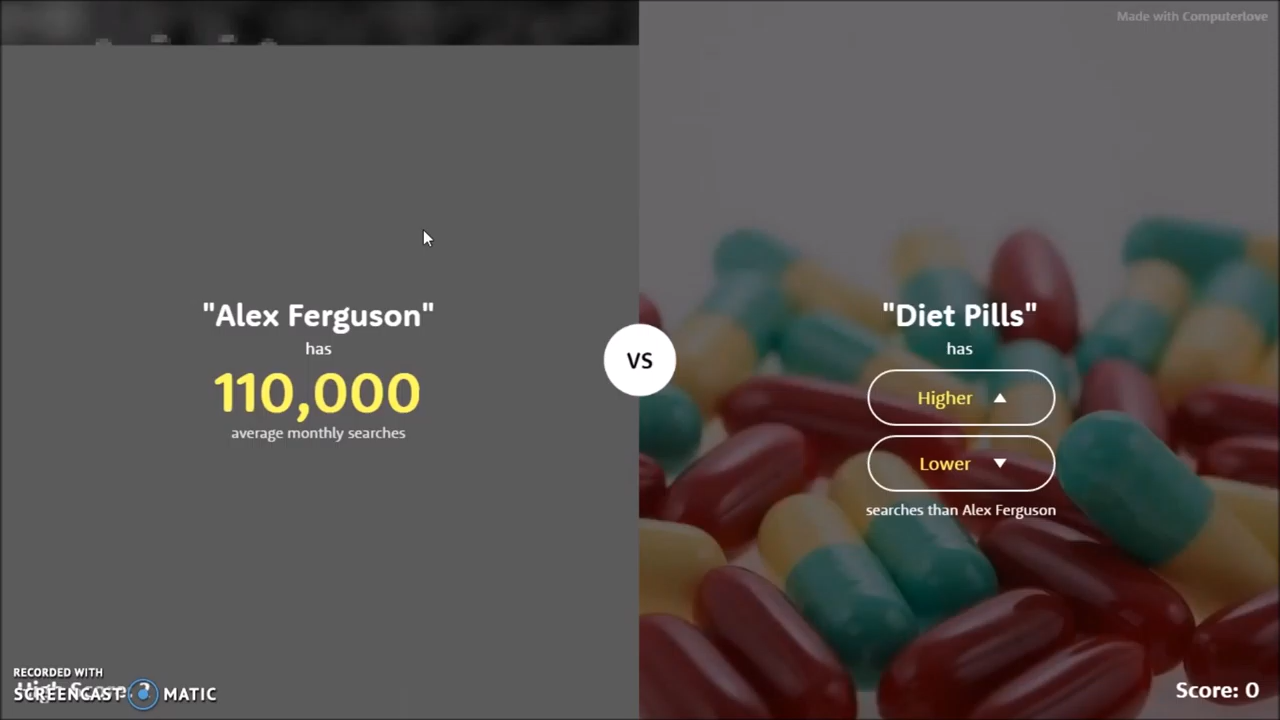 Made with Computerlove
"Alex Ferguson"
has
110,000
average monthly searches
VS
"Diet Pills"
has
Higher
Lower
searches than Alex Ferguson
RECORDED WITH
SCREENCAST MATIC
Score: 0